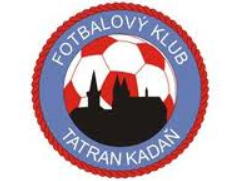 FOTBALOVÝ KLUB
TATRAN KADAŇ